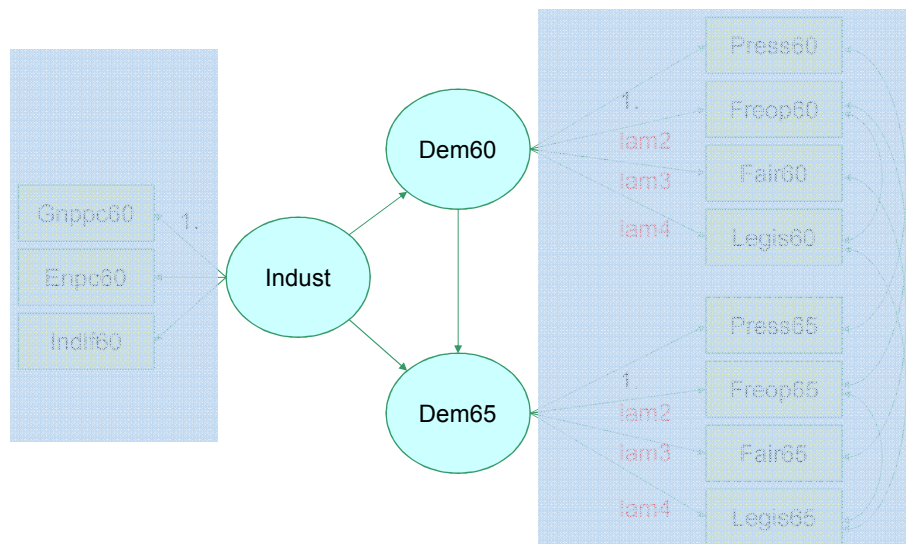 Gnppc60
Enpc60
Indlf60
1.
Indust
Dem60
Dem65
1.
lam2
lam3
lam4
Press60
Freop60
Fair60
Legis60
1.
lam2
lam3
lam4
Press65
Freop65
Fair65
Legis65